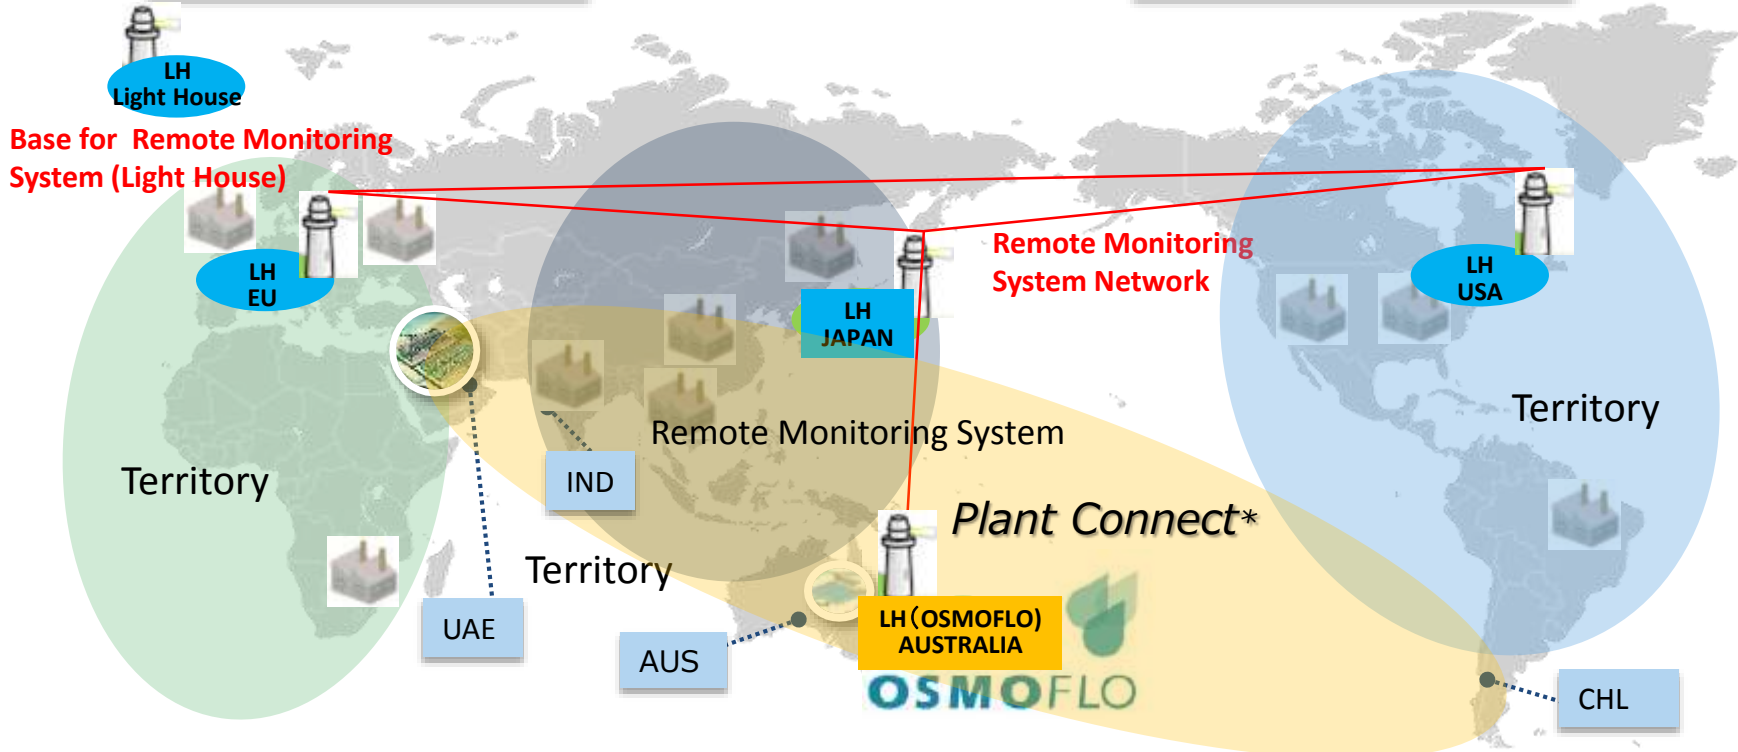 LH
Light House
Base for Remote Monitoring
System (Light House)
LH
EU
Remote Monitoring
System Network
LH
USA
LH
JAPAN
Territory
Remote Monitoring System
Territory
IND
Plant Connect*
Territory
UAE
AUS
LH（OSMOFLO)
AUSTRALIA
OSMOFLO
CHL